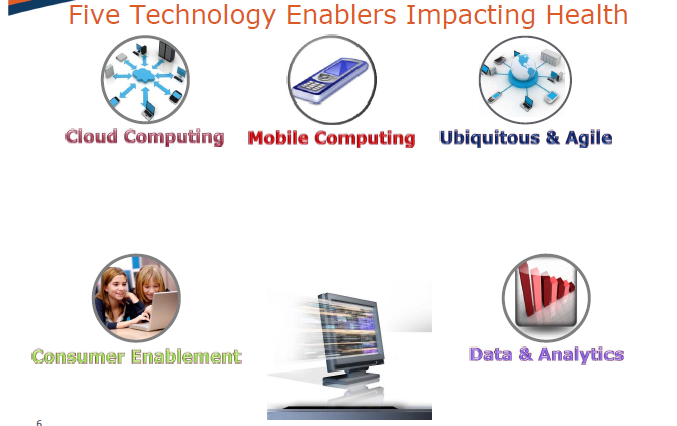 Five Technology Enablers Impacting Health
Cloud Computing
Mobile Computing
Ubiquitous & Agile
Consumer Enablement
Data & Analytics
6